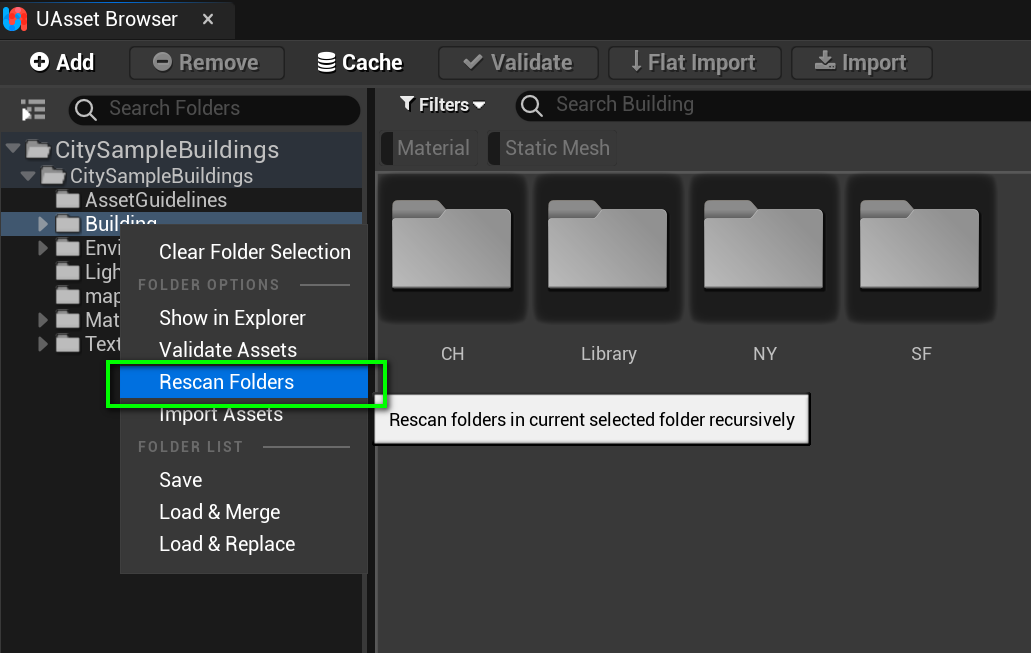 UAsset Browser
Add
Remove
Cache
Validate
Flat Import
Import
Search Folders
Filters
Search Building
Material
Static Mesh
CitySampleBuildings
CitySampleBuildings
AssetGuidelines
Building
Envi
Ligh
map
Mat
Text
Clear Folder Selection
FOLDER OPTIONS
Show in Explorer
Validate Assets
Rescan Folders
Import Assets
FOLDER LIST
Save
Load & Merge
Load & Replace
CH
Library
NY
SF
Rescan folders in current selected folder recursively